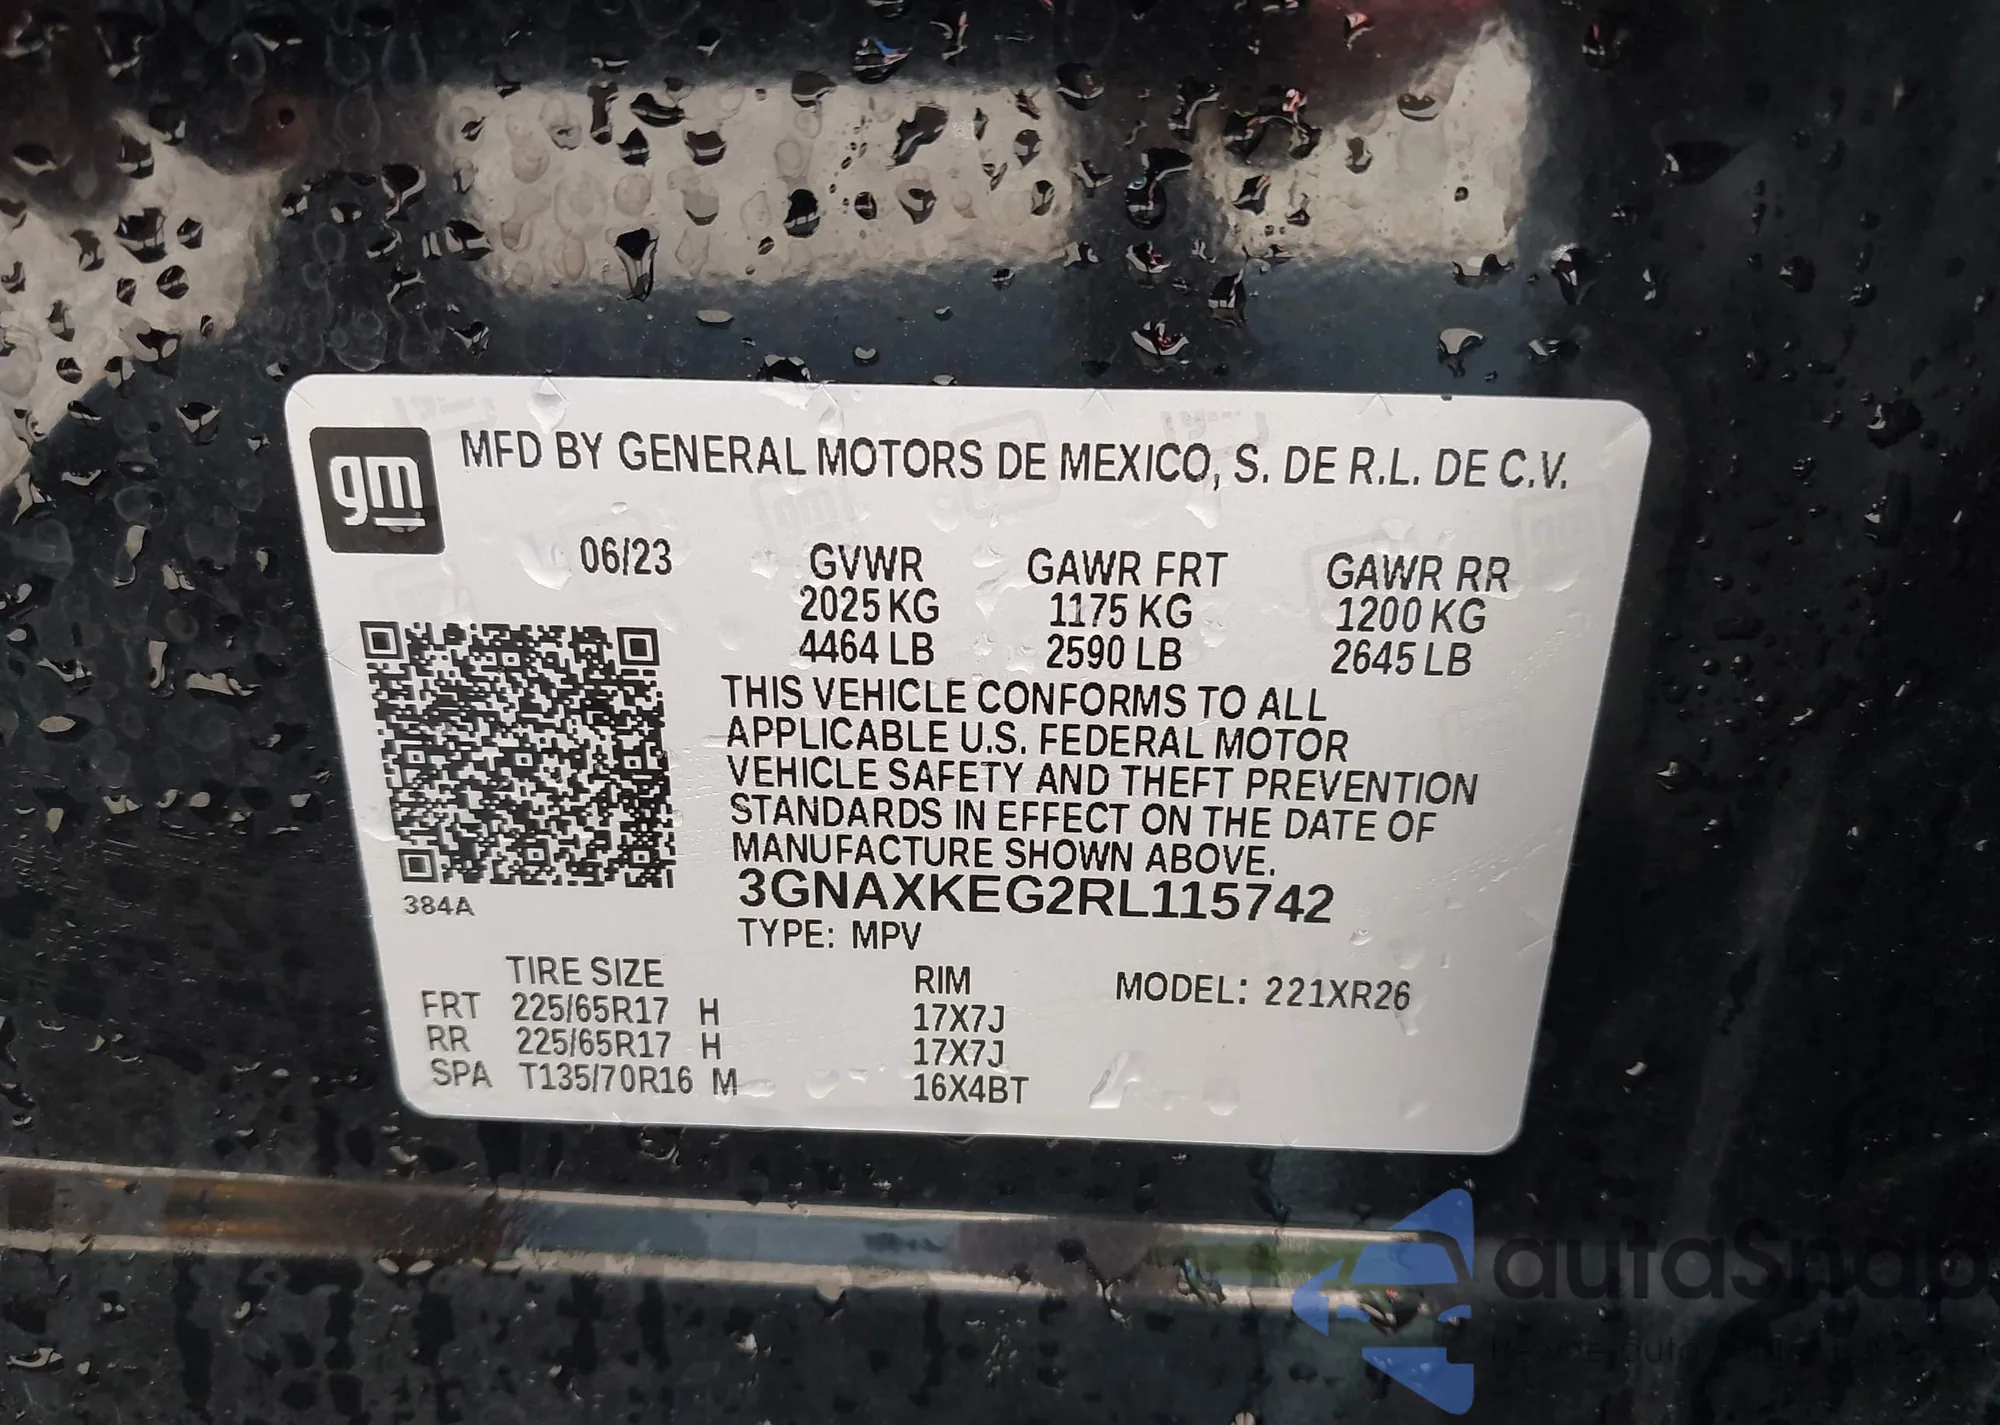 gm
MFD BY GENERAL MOTORS DE MEXICO, S. DE R.L. DE C.V.
06/23 GVWR GAWR FRT GAWR RR
2025 KG 1175 KG 1200 KG
4464 LB 2590 LB 2645 LB
THIS VEHICLE CONFORMS TO ALL
APPLICABLE U.S. FEDERAL MOTOR
VEHICLE SAFETY AND THEFT PREVENTION
STANDARDS IN EFFECT ON THE DATE OF
MANUFACTURE SHOWN ABOVE.
3GNAXKEG2RL115742
384A
TYPE: MPV
TIRE SIZE RIM MODEL: 221XR26
FRT 225/65R17 H 17X7J
RR 225/65R17 H 17X7J
SPA T135/70R16 M 16X4BT
autaSnap